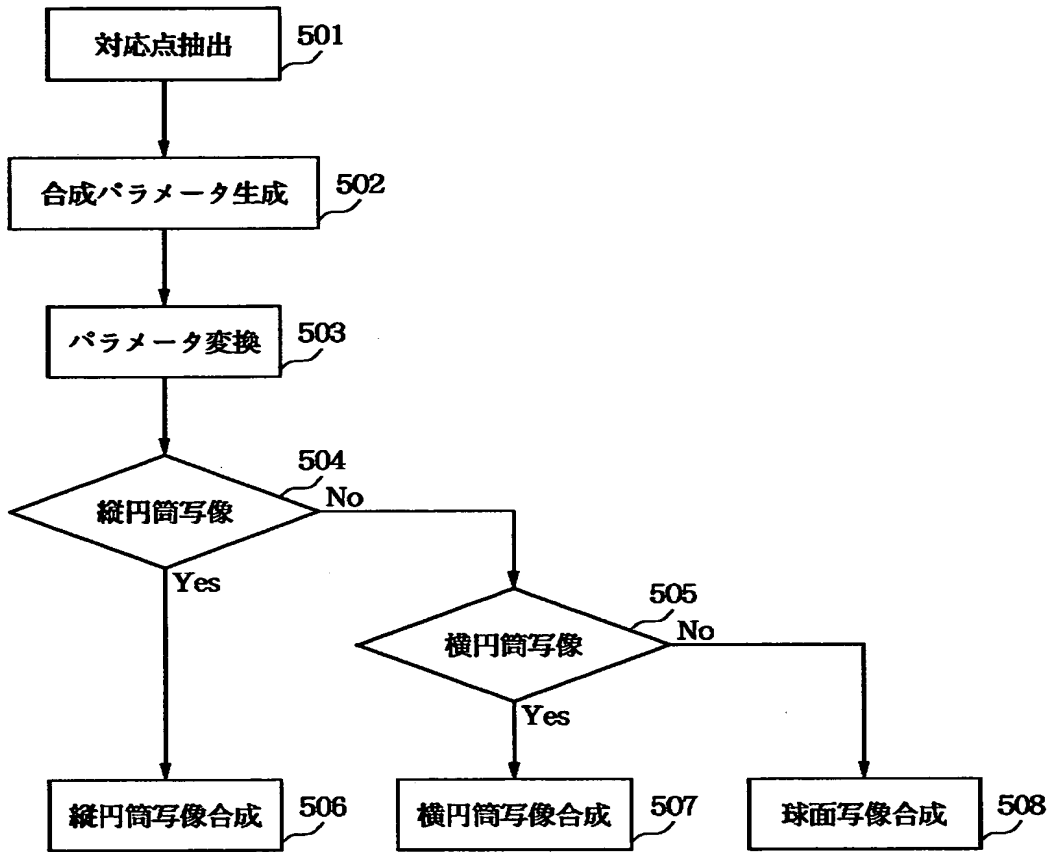 対応点抽出 501
合成パラメータ生成 502
パラメータ変換 503
504
縦円筒写像 No
Yes
505
横円筒写像 No
Yes
縦円筒写像合成 506
横円筒写像合成 507
球面写像合成 508